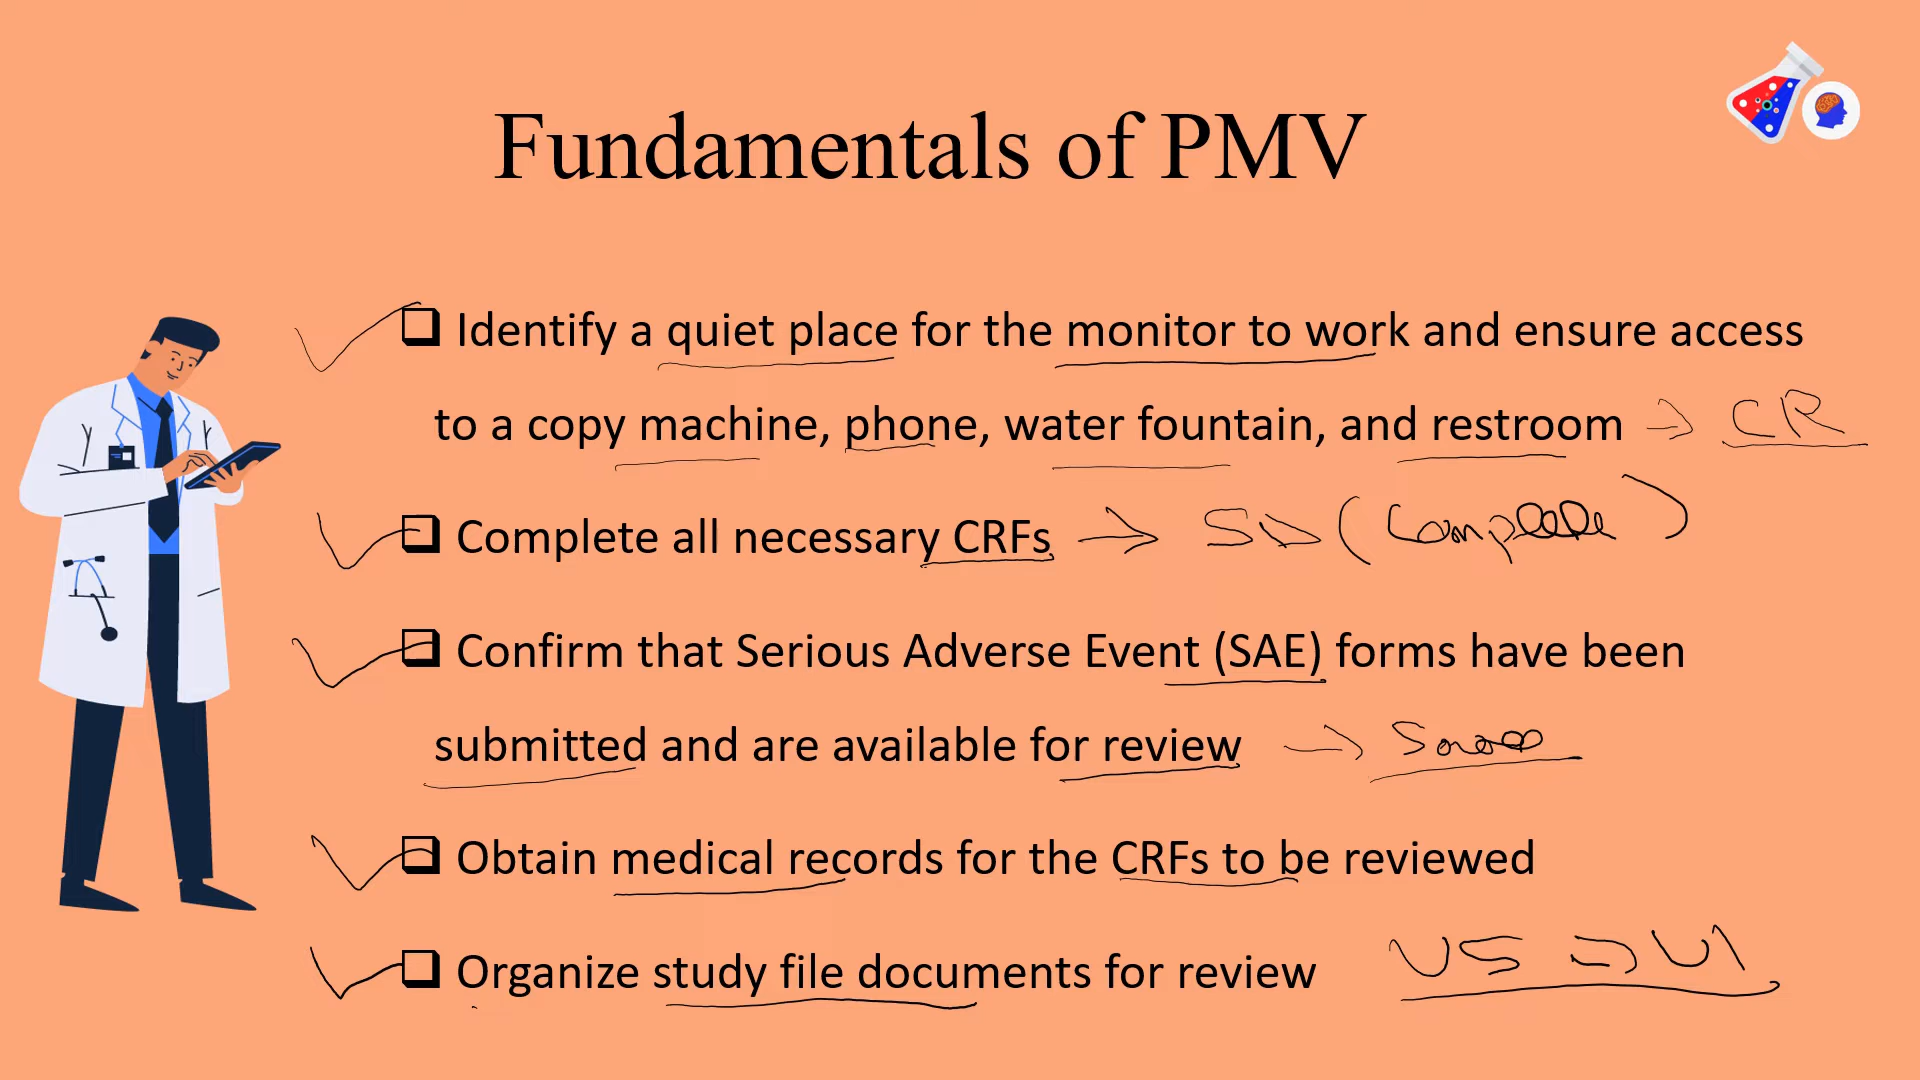 Fundamentals of PMV
Identify a quiet place for the monitor to work and ensure access
to a copy machine, phone, water fountain, and restroom → CR
Complete all necessary CRFs → SD (Complete)
Confirm that Serious Adverse Event (SAE) forms have been
submitted and are available for review →
Obtain medical records for the CRFs to be reviewed
Organize study file documents for review